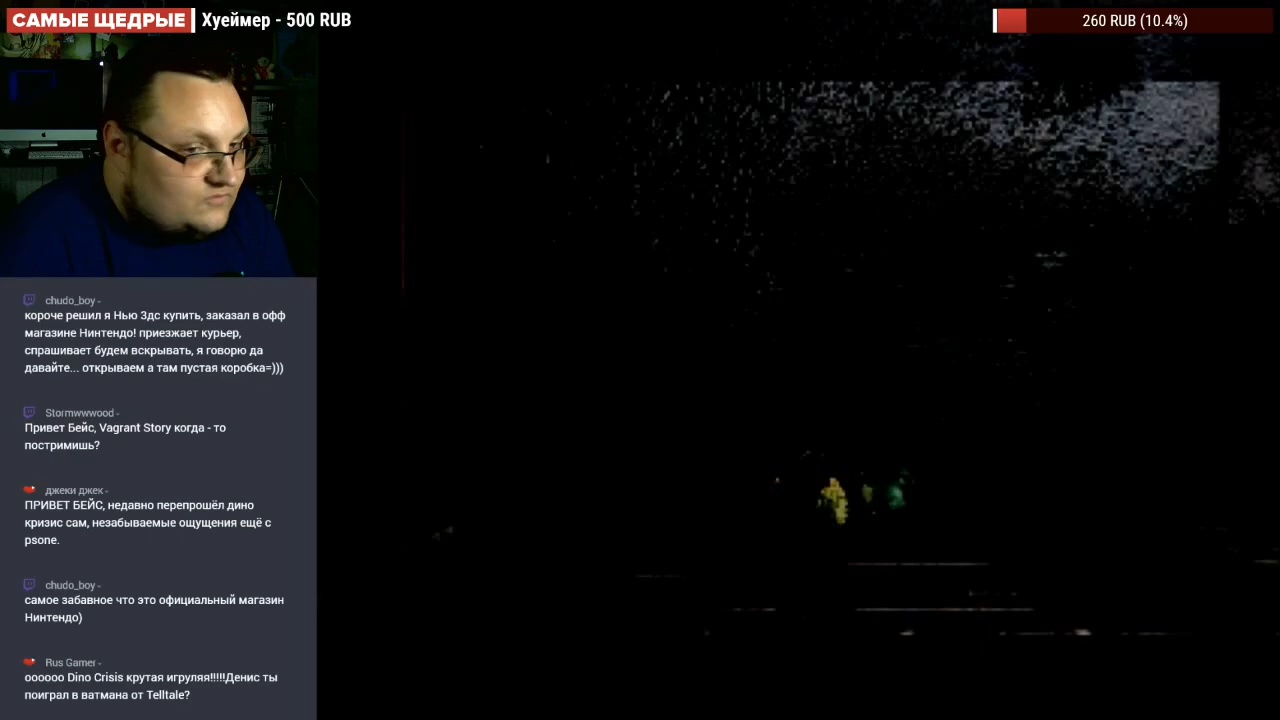 САМЫЕ ЩЕДРЫЕ Хуеймер - 500 RUB
260 RUB (10.4%)
chudo_boy -
короче решил я Нью 3дс купить, заказал в офф
магазине Нинтендо! приезжает курьер,
спрашивает будем вскрывать, я говорю да
давайте... открываем а там пустая коробка=)))
Stormwwwood -
Привет Бейс, Vagrant Story когда - то
постримишь?
джеки джек -
ПРИВЕТ БЕЙС, недавно перепрошёл дино
кризис сам, незабываемые ощущения ещё с
psone.
chudo_boy -
самое забавное что это официальный магазин
Нинтендо)
Rus Gamer -
оооооо Dino Crisis крутая игруляя!!!!!Денис ты
поиграл в ватмана от Telltale?